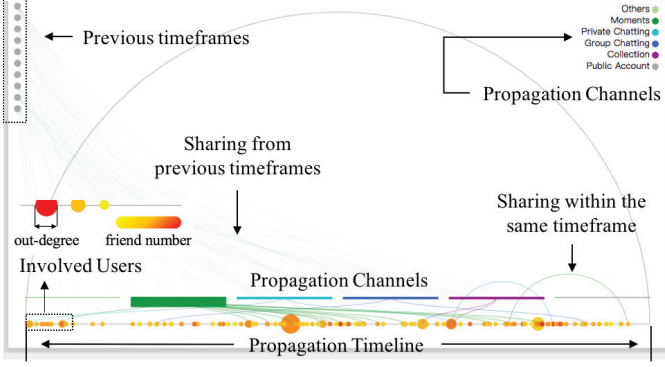 Previous timeframes
Others
Moments
Private Chatting
Group Chatting
Collection
Public Account
Propagation Channels
Sharing from
previous timeframes
Sharing within the
same timeframe
out-degree
friend number
Involved Users
Propagation Channels
Propagation Timeline